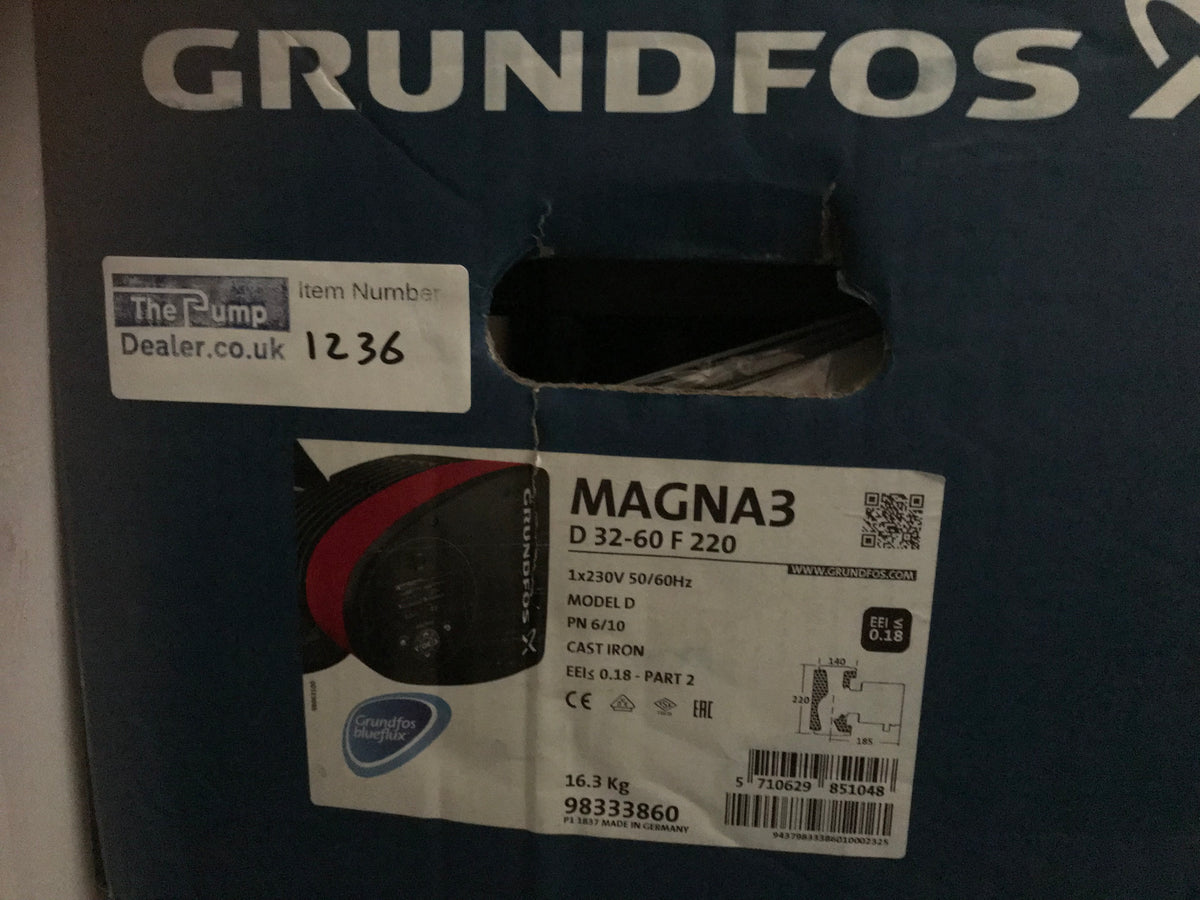 GRUNDFOS
The Pump
Dealer.co.uk
Item Number
1236
GRUNDFOS
MAGNA3
D 32-60 F 220
WWW.GRUNDFOS.COM
1x230V 50/60Hz
MODEL D
PN 6/10
CAST IRON
EEI≤ 0.18 - PART 2
CE
EAC
EEI ≤
0.18
140
220
185
Grundfos
blueflux
16.3 Kg
98333860
P1 1837 MADE IN GERMANY
5 710629 851048